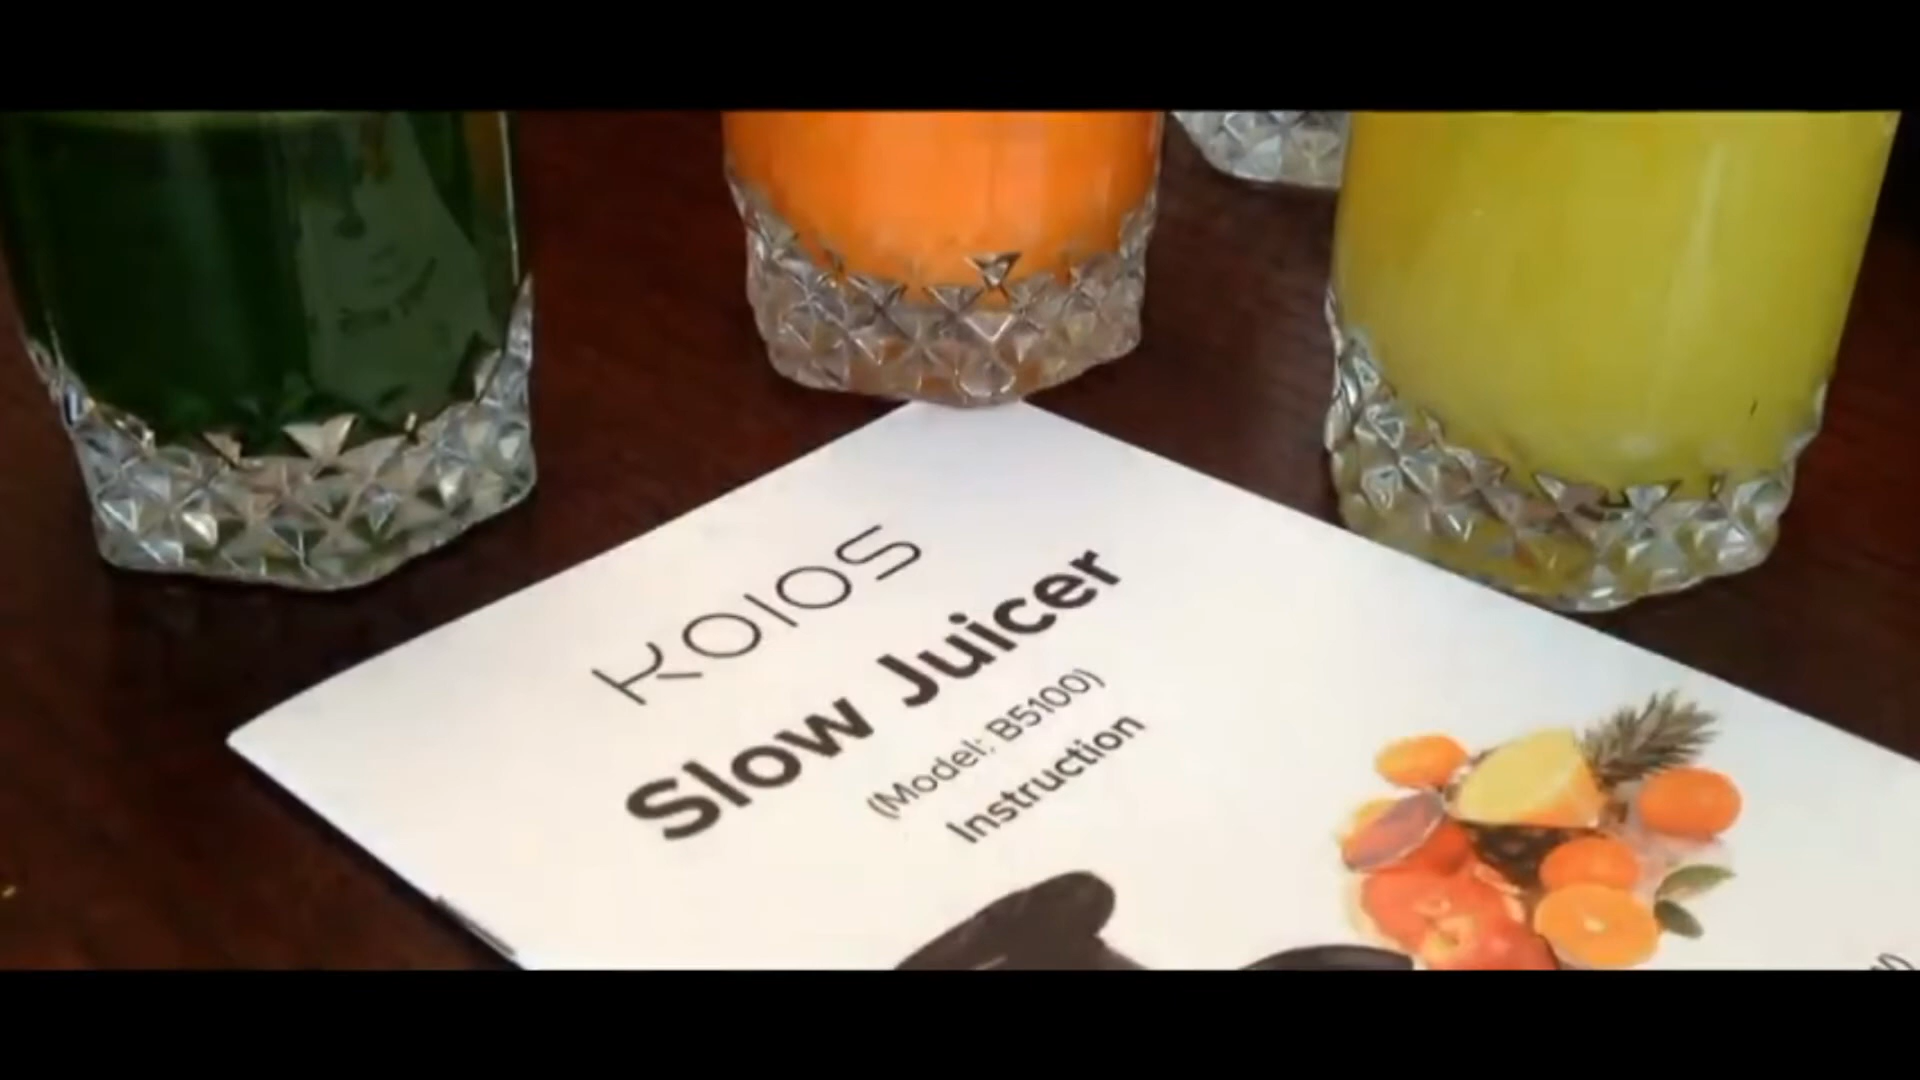 KOIOS
Slow Juicer
(Model: B5100)
Instruction